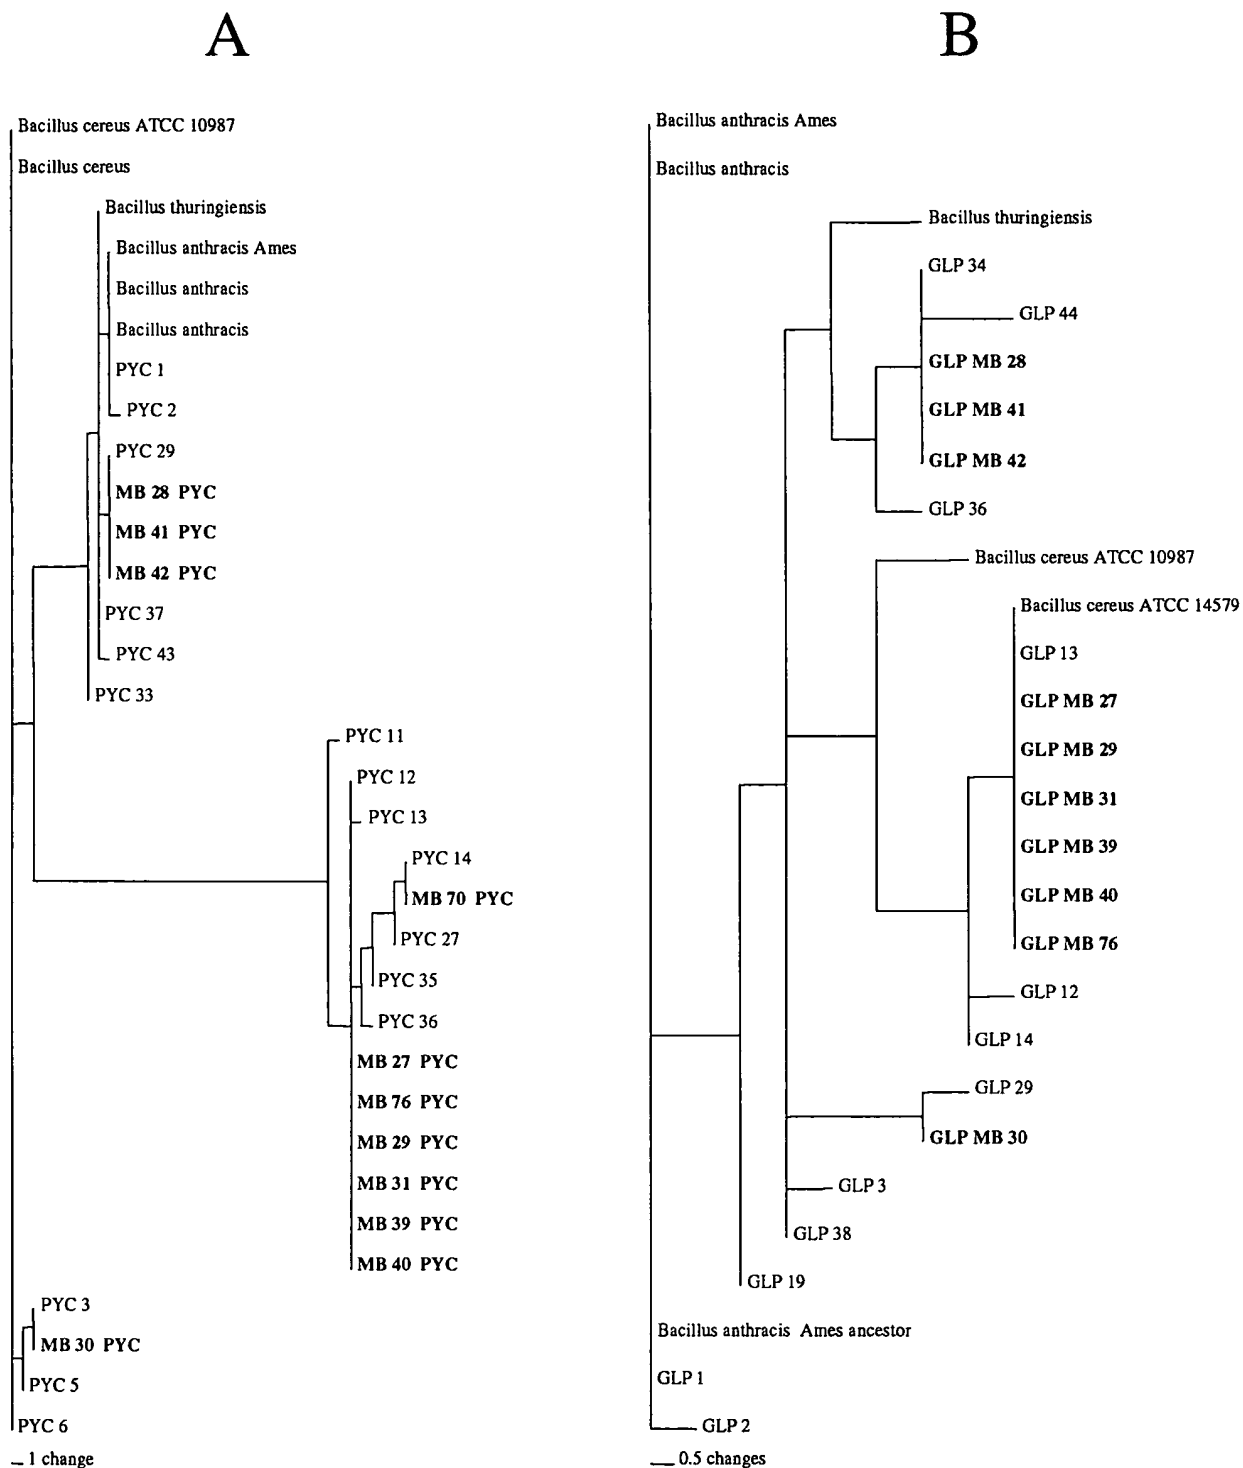 A
Bacillus cereus ATCC 10987
Bacillus cereus
Bacillus thuringiensis
Bacillus anthracis Ames
Bacillus anthracis
Bacillus anthracis
PYC 1
PYC 2
PYC 29
MB 28 PYC
MB 41 PYC
MB 42 PYC
PYC 37
PYC 43
PYC 33
PYC 11
PYC 12
PYC 13
PYC 14
MB 70 PYC
PYC 27
PYC 35
PYC 36
MB 27 PYC
MB 76 PYC
MB 29 PYC
MB 31 PYC
MB 39 PYC
MB 40 PYC
PYC 3
MB 30 PYC
PYC 5
PYC 6
1 change
B
Bacillus anthracis Ames
Bacillus anthracis
Bacillus thuringiensis
GLP 34
GLP 44
GLP MB 28
GLP MB 41
GLP MB 42
GLP 36
Bacillus cereus ATCC 10987
Bacillus cereus ATCC 14579
GLP 13
GLP MB 27
GLP MB 29
GLP MB 31
GLP MB 39
GLP MB 40
GLP MB 76
GLP 12
GLP 14
GLP 29
GLP MB 30
GLP 3
GLP 38
GLP 19
Bacillus anthracis Ames ancestor
GLP 1
GLP 2
0.5 changes